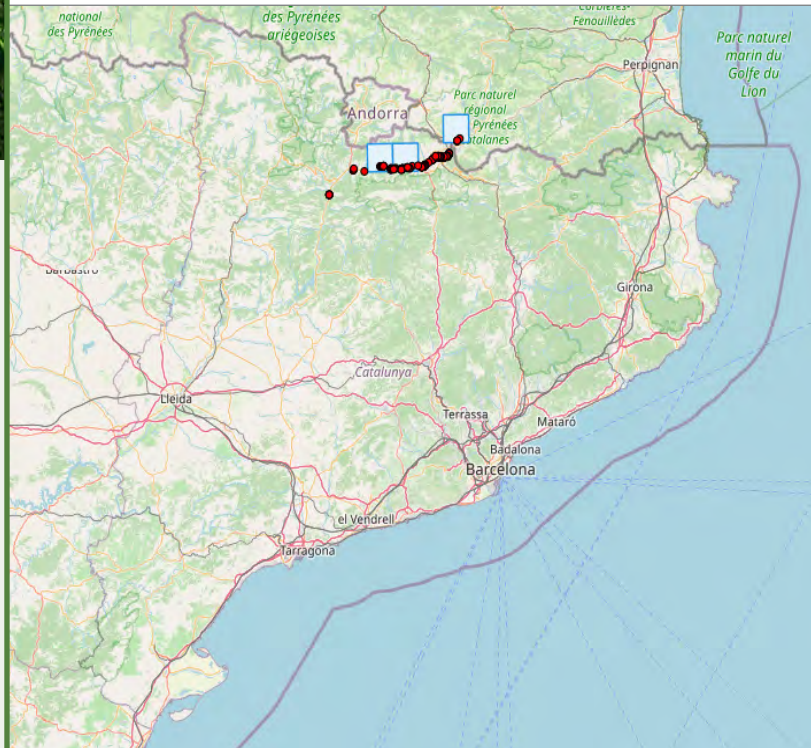 national
des Pyrénées
des Pyrénées
ariégeoises
Corbières-
Fenouillèdes
Parc naturel
marin du
Golfe du
Lion
Perpignan
Andorra
Parc naturel
régional
Pyrénées
catalanes
Barbastro
Girona
Catalunya
Lleida
Terrassa
Mataró
Badalona
Barcelona
el Vendrell
Tarragona